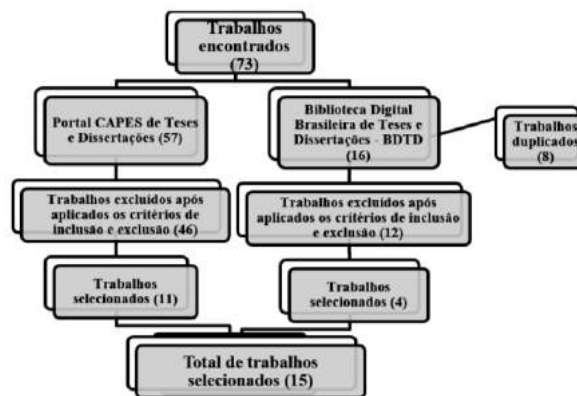 Trabalhos
encontrados
(73)
Portal CAPES de Teses
e Dissertações (57)
Biblioteca Digital
Brasileira de Teses e
Dissertações - BDTD
(16)
Trabalhos
duplicados
(8)
Trabalhos excluídos após
aplicados os critérios de
inclusão e exclusão (46)
Trabalhos excluídos após
aplicados os critérios de inclusão
e exclusão (12)
Trabalhos
selecionados (11)
Trabalhos
selecionados (4)
Total de trabalhos
selecionados (15)